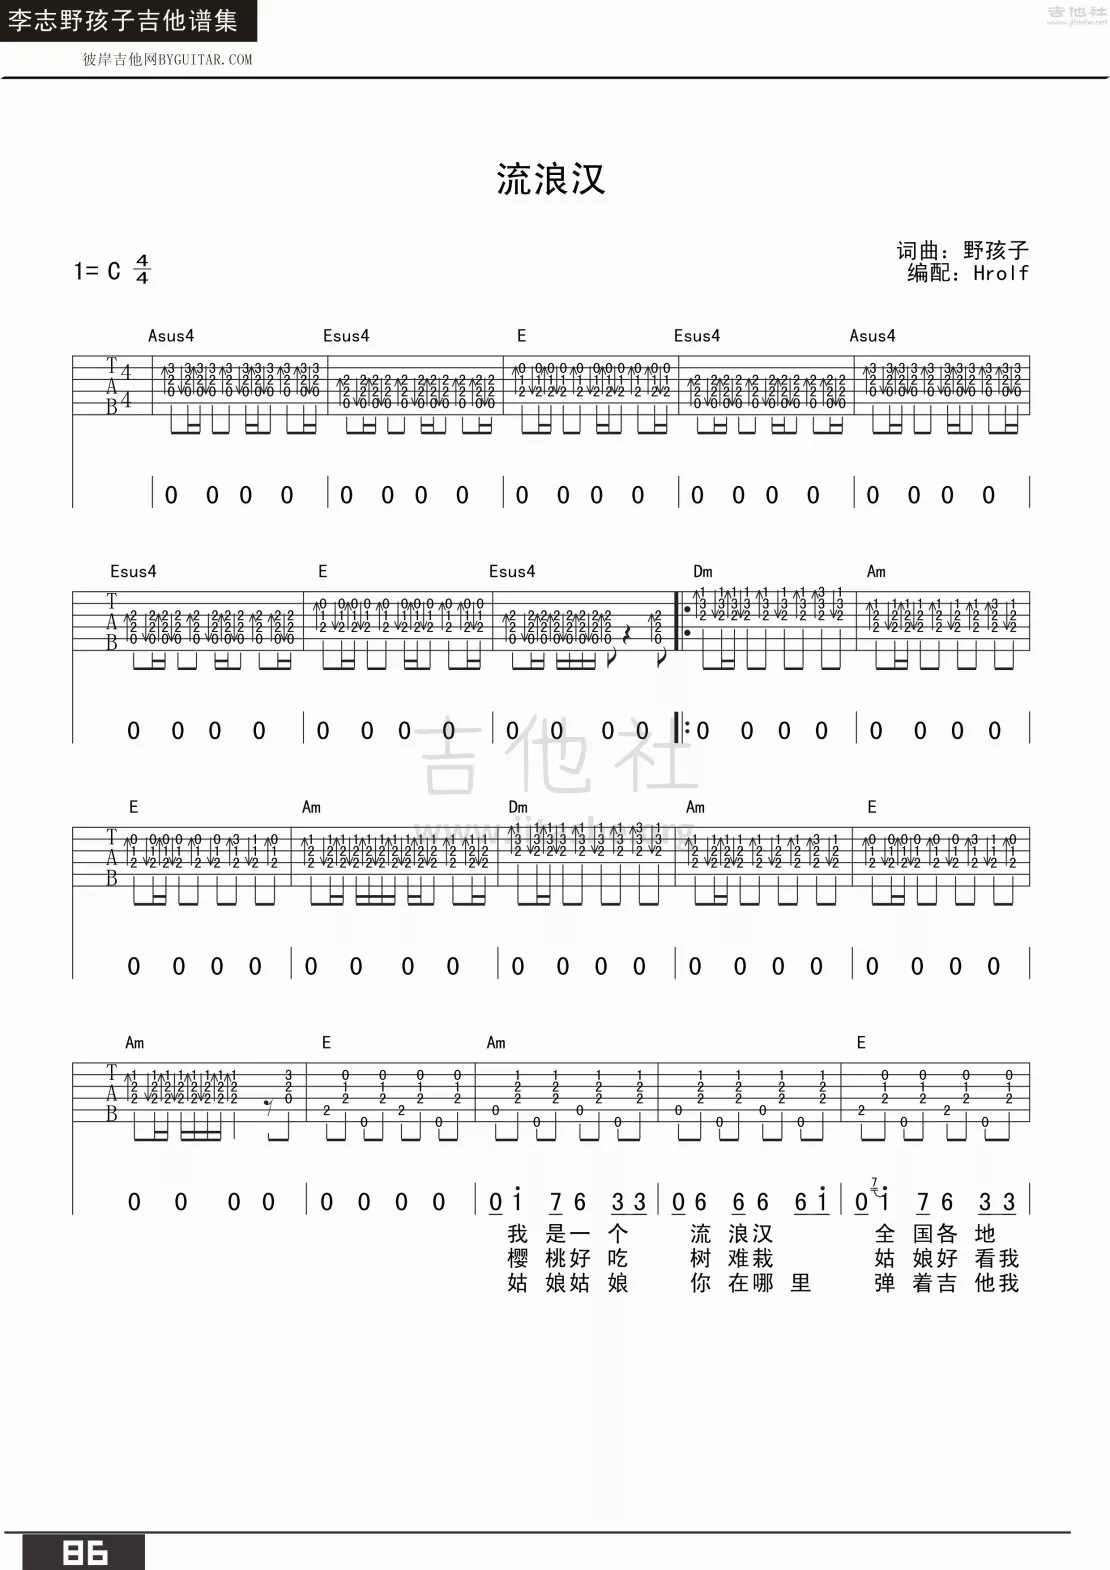 李志野孩子吉他谱集
吉他社
www.jitashe.net
彼岸吉他网BYGUITAR.COM
流浪汉
1= C 4/4
词曲：野孩子
编配：Hrolf
Asus4 Esus4 E Esus4 Asus4
T A B 4 4
0 0 0 0 0 0 0 0 0 0 0 0 0 0 0 0 0 0 0 0
Esus4 E Esus4 Dm Am
T A B
0 0 0 0 0 0 0 0 0 0 0 0 0 0 0 0 0 0 0 0
吉他社
E Am Dm Am E
www.jitashe.org
T A B
0 0 0 0 0 0 0 0 0 0 0 0 0 0 0 0 0 0 0 0
Am E Am E
T A B
0 0 0 0 0 0 0 0 0 i 7 6 3 3 0 6 6 6 6 i 7 0 i 7 6 3 3
我 是一 个 流 浪汉 全 国各 地
樱 桃好 吃 树 难栽 姑 娘好 看我
姑 娘姑 娘 你 在哪 里 弹 着吉 他我
86